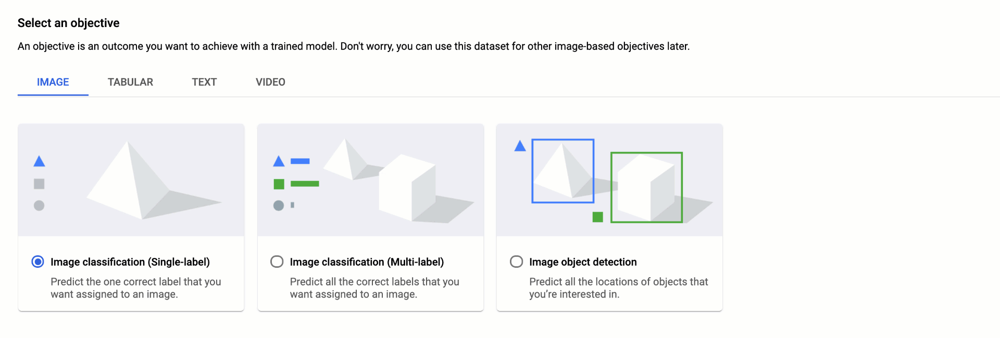 Select an objective
An objective is an outcome you want to achieve with a trained model. Don't worry, you can use this dataset for other image-based objectives later.
IMAGE TABULAR TEXT VIDEO
Image classification (Single-label)
Predict the one correct label that you
want assigned to an image.
Image classification (Multi-label)
Predict all the correct labels that you
want assigned to an image.
Image object detection
Predict all the locations of objects that
you’re interested in.